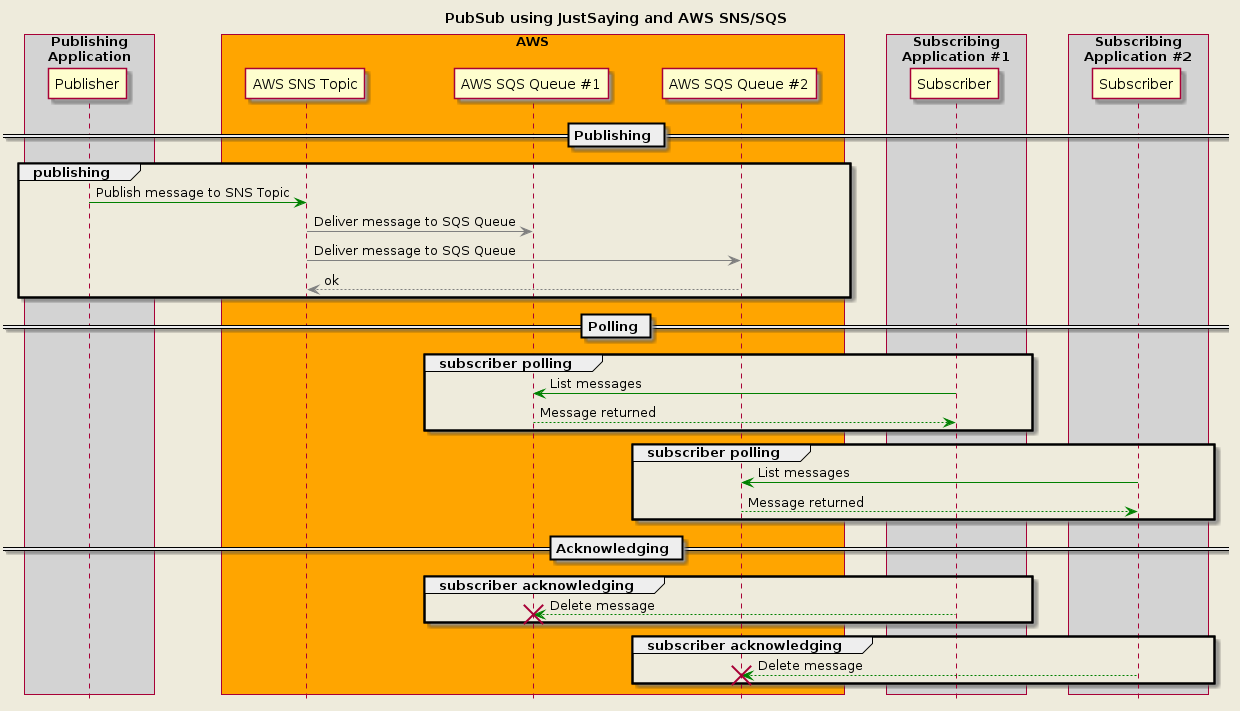 PubSub using JustSaying and AWS SNS/SQS
Publishing
Application
AWS
Subscribing
Application #1
Subscribing
Application #2
Publisher
AWS SNS Topic
AWS SQS Queue #1
AWS SQS Queue #2
Subscriber
Subscriber
Publishing
publishing
Publish message to SNS Topic
Deliver message to SQS Queue
Deliver message to SQS Queue
ok
Polling
subscriber polling
List messages
Message returned
subscriber polling
List messages
Message returned
Acknowledging
subscriber acknowledging
Delete message
subscriber acknowledging
Delete message